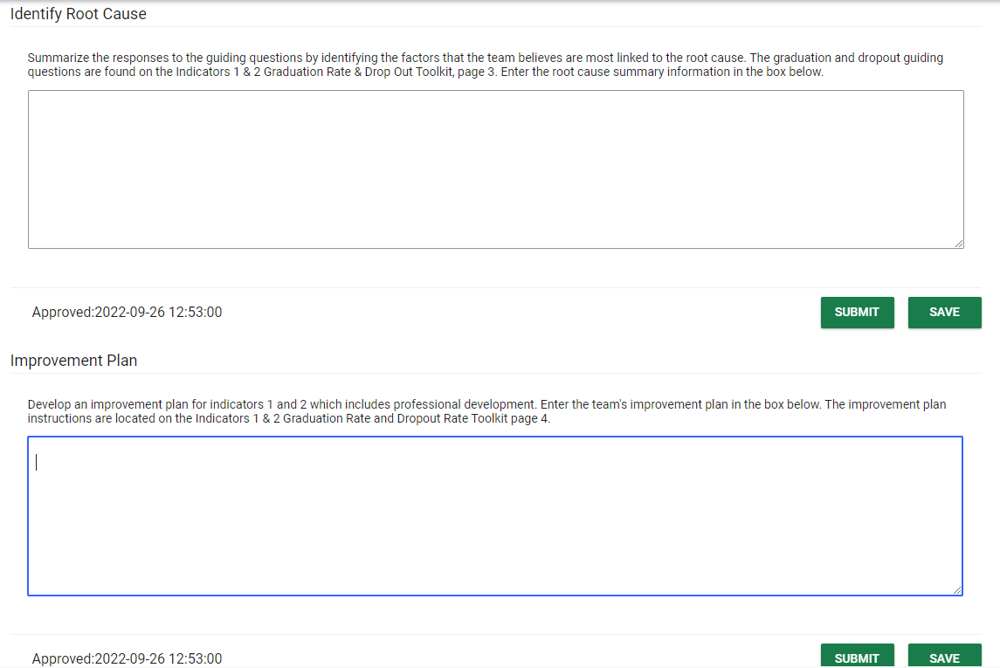 Identify Root Cause
Summarize the responses to the guiding questions by identifying the factors that the team believes are most linked to the root cause. The graduation and dropout guiding
questions are found on the Indicators 1 & 2 Graduation Rate & Drop Out Toolkit, page 3. Enter the root cause summary information in the box below.
Approved:2022-09-26 12:53:00
SUBMIT
SAVE
Improvement Plan
Develop an improvement plan for indicators 1 and 2 which includes professional development. Enter the team's improvement plan in the box below. The improvement plan
instructions are located on the Indicators 1 & 2 Graduation Rate and Dropout Rate Toolkit page 4.
Approved:2022-09-26 12:53:00
SUBMIT
SAVE